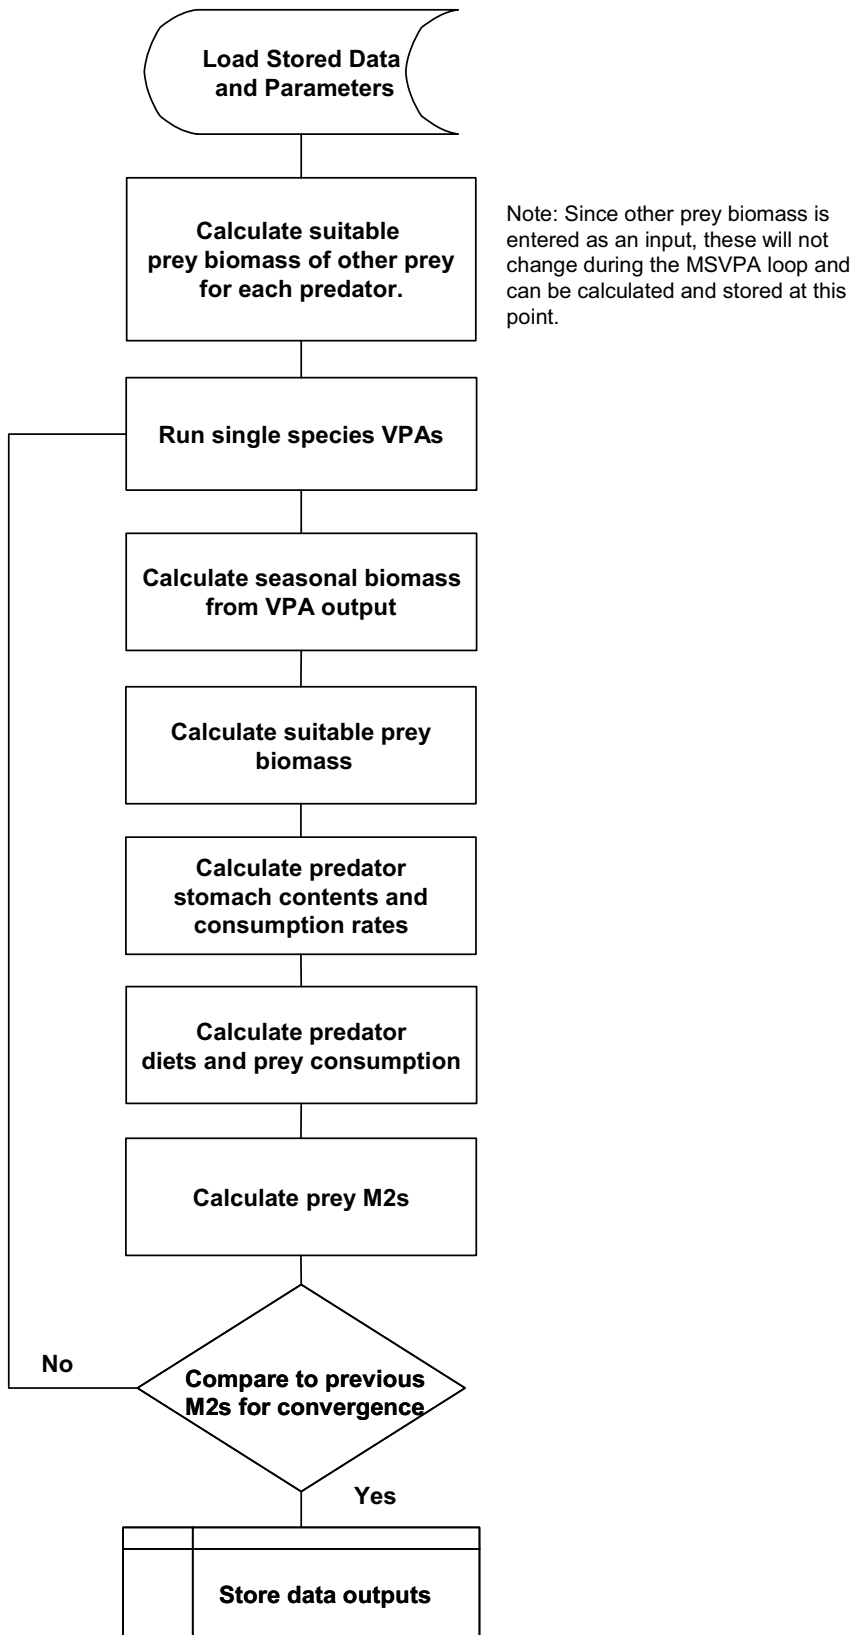 Load Stored Data
and Parameters
Calculate suitable
prey biomass of other prey
for each predator.
Note: Since other prey biomass is
entered as an input, these will not
change during the MSVPA loop and
can be calculated and stored at this
point.
Run single species VPAs
Calculate seasonal biomass
from VPA output
Calculate suitable prey
biomass
Calculate predator
stomach contents and
consumption rates
Calculate predator
diets and prey consumption
Calculate prey M2s
No
Compare to previous
M2s for convergence
Yes
Store data outputs